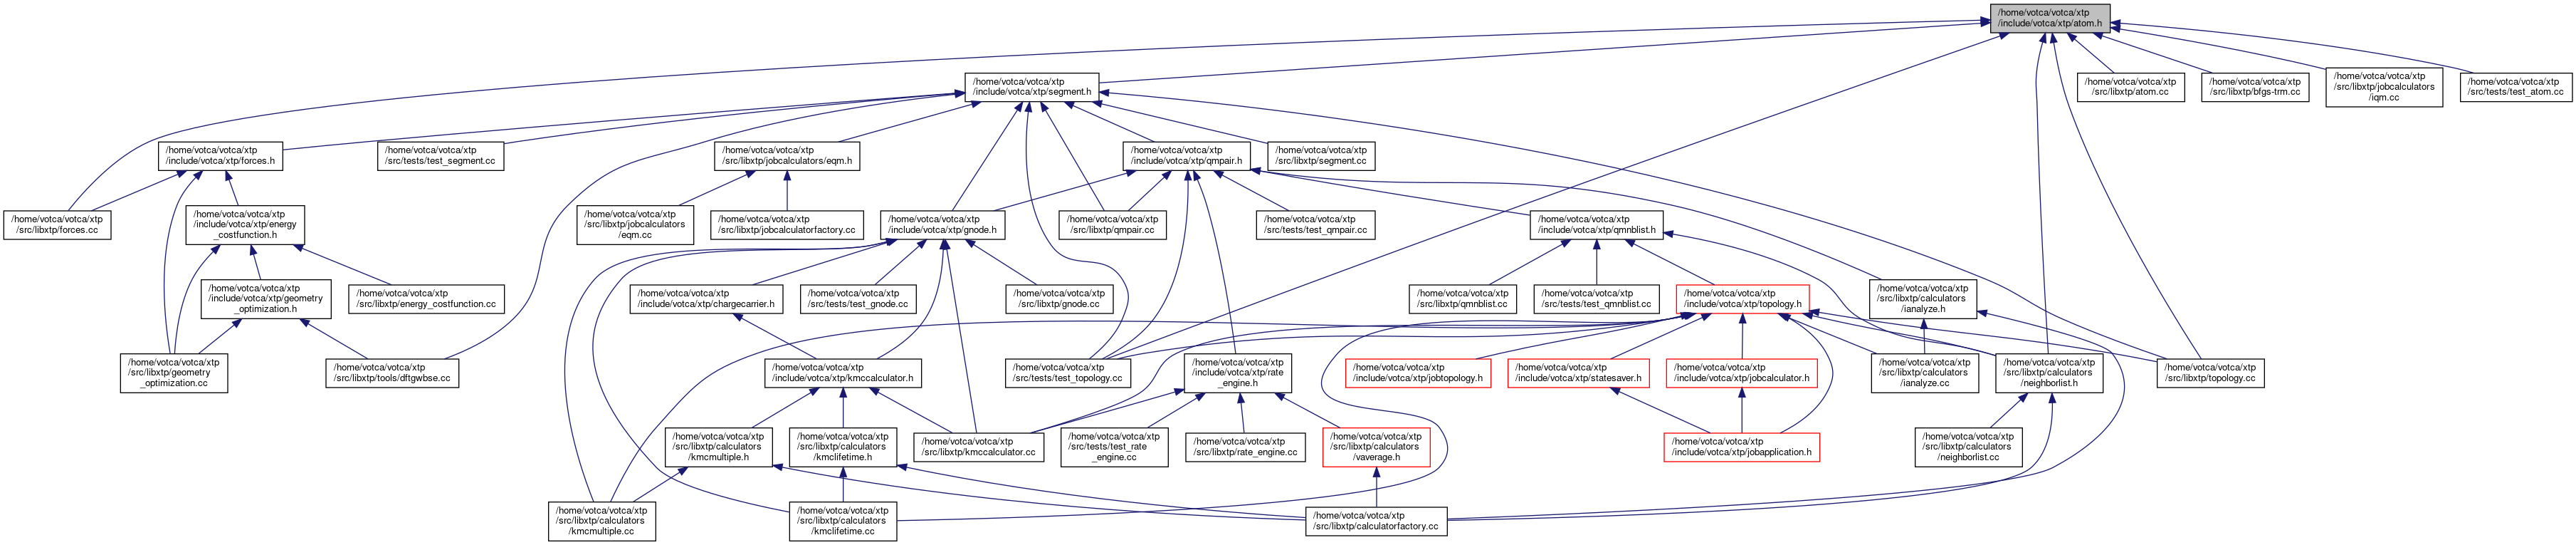 /home/votca/votca/xtp
/include/votca/xtp/atom.h
/home/votca/votca/xtp
/include/votca/xtp/segment.h
/home/votca/votca/xtp
/src/libxtp/atom.cc
/home/votca/votca/xtp
/src/libxtp/bfgs-trm.cc
/home/votca/votca/xtp
/src/libxtp/jobcalculators
/iqm.cc
/home/votca/votca/xtp
/src/tests/test_atom.cc
/home/votca/votca/xtp
/include/votca/xtp/forces.h
/home/votca/votca/xtp
/src/tests/test_segment.cc
/home/votca/votca/xtp
/src/libxtp/jobcalculators/eqm.h
/home/votca/votca/xtp
/include/votca/xtp/qmpair.h
/home/votca/votca/xtp
/src/libxtp/segment.cc
/home/votca/votca/xtp
/src/libxtp/forces.cc
/home/votca/votca/xtp
/include/votca/xtp/energy
_costfunction.h
/home/votca/votca/xtp
/src/libxtp/jobcalculators
/eqm.cc
/home/votca/votca/xtp
/src/libxtp/jobcalculatorfactory.cc
/home/votca/votca/xtp
/include/votca/xtp/gnode.h
/home/votca/votca/xtp
/src/libxtp/qmpair.cc
/home/votca/votca/xtp
/src/tests/test_qmpair.cc
/home/votca/votca/xtp
/include/votca/xtp/qmnblist.h
/home/votca/votca/xtp
/include/votca/xtp/geometry
_optimization.h
/home/votca/votca/xtp
/src/libxtp/energy_costfunction.cc
/home/votca/votca/xtp
/include/votca/xtp/chargecarrier.h
/home/votca/votca/xtp
/src/tests/test_gnode.cc
/home/votca/votca/xtp
/src/libxtp/gnode.cc
/home/votca/votca/xtp
/src/libxtp/qmnblist.cc
/home/votca/votca/xtp
/src/tests/test_qmnblist.cc
/home/votca/votca/xtp
/include/votca/xtp/topology.h
/home/votca/votca/xtp
/src/libxtp/calculators
/ianalyze.h
/home/votca/votca/xtp
/src/libxtp/geometry
_optimization.cc
/home/votca/votca/xtp
/src/libxtp/tools/dftgwbse.cc
/home/votca/votca/xtp
/include/votca/xtp/kmccalculator.h
/home/votca/votca/xtp
/src/tests/test_topology.cc
/home/votca/votca/xtp
/include/votca/xtp/rate
_engine.h
/home/votca/votca/xtp
/include/votca/xtp/jobtopology.h
/home/votca/votca/xtp
/include/votca/xtp/statesaver.h
/home/votca/votca/xtp
/include/votca/xtp/jobcalculator.h
/home/votca/votca/xtp
/src/libxtp/calculators
/ianalyze.cc
/home/votca/votca/xtp
/src/libxtp/calculators
/neighborlist.h
/home/votca/votca/xtp
/src/libxtp/topology.cc
/home/votca/votca/xtp
/src/libxtp/calculators
/kmcmultiple.h
/home/votca/votca/xtp
/src/libxtp/calculators
/kmclifetime.h
/home/votca/votca/xtp
/src/libxtp/kmccalculator.cc
/home/votca/votca/xtp
/src/tests/test_rate
_engine.cc
/home/votca/votca/xtp
/src/libxtp/rate_engine.cc
/home/votca/votca/xtp
/src/libxtp/calculators
/vaverage.h
/home/votca/votca/xtp
/include/votca/xtp/jobapplication.h
/home/votca/votca/xtp
/src/libxtp/calculators
/neighborlist.cc
/home/votca/votca/xtp
/src/libxtp/calculators
/kmcmultiple.cc
/home/votca/votca/xtp
/src/libxtp/calculators
/kmclifetime.cc
/home/votca/votca/xtp
/src/libxtp/calculatorfactory.cc